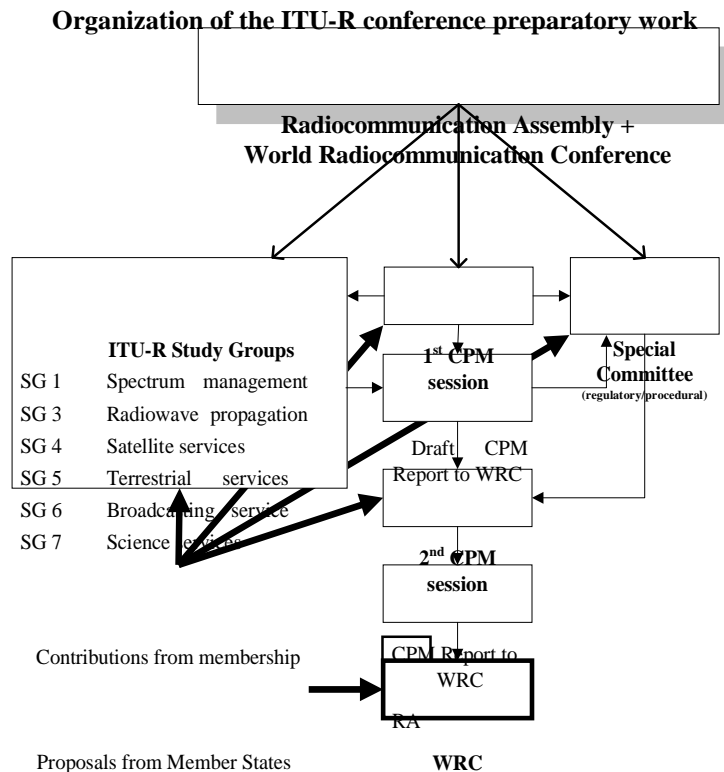 Organization of the ITU-R conference preparatory work
Radiocommunication Assembly +
World Radiocommunication Conference
ITU-R Study Groups
SG 1 Spectrum management
SG 3 Radiowave propagation
SG 4 Satellite services
SG 5 Terrestrial services
SG 6 Broadcasting service
SG 7 Science services
1st CPM
session
Special
Committee
(regulatory/procedural)
Draft CPM
Report to WRC
2nd CPM
session
Contributions from membership
CPM Report to
WRC
RA
Proposals from Member States
WRC